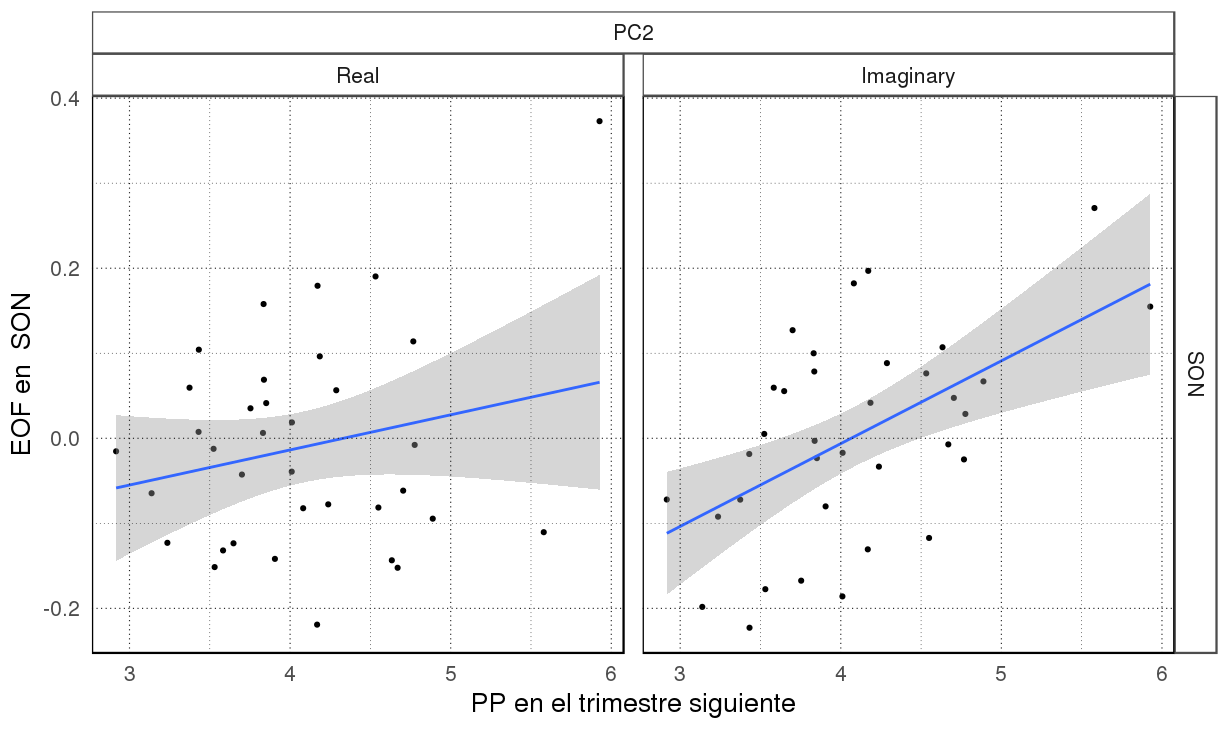 PC2
Real
Imaginary
0.4
0.2
0.0
-0.2
EOF en SON
SON
3
4
5
6
3
4
5
6
PP en el trimestre siguiente